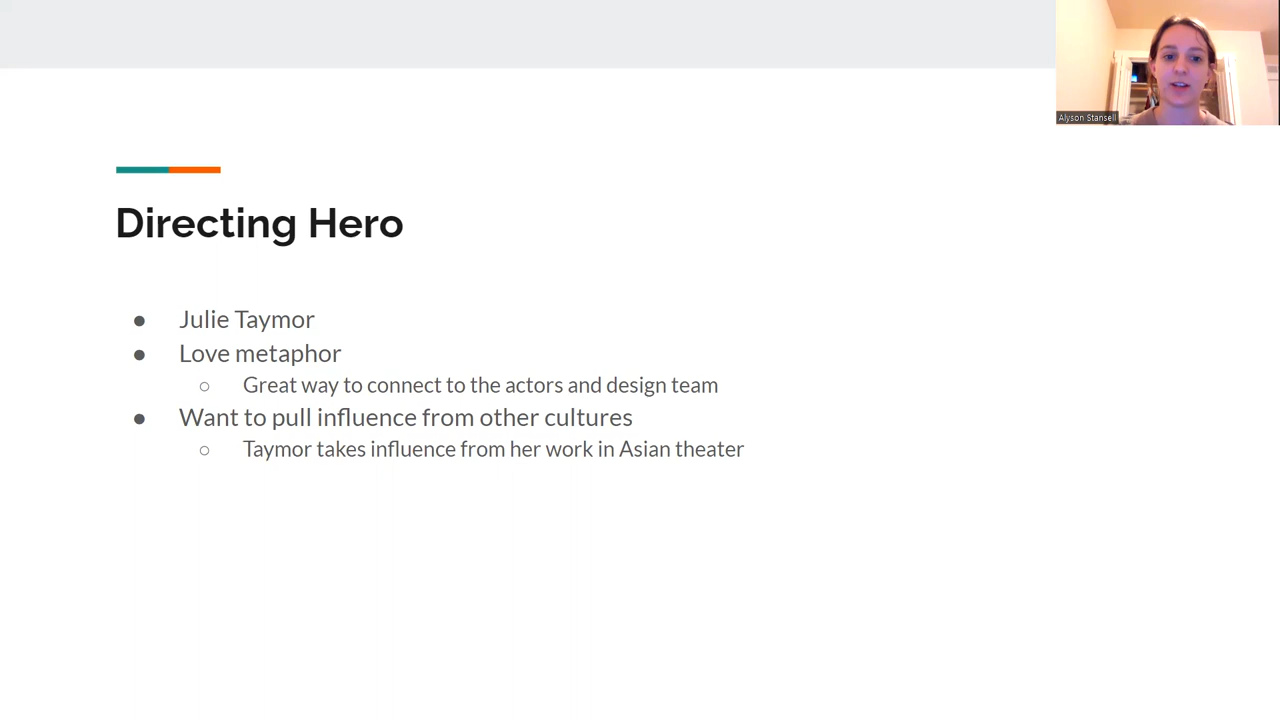 Alyson Stansell
Directing Hero
● Julie Taymor
● Love metaphor
○ Great way to connect to the actors and design team
● Want to pull influence from other cultures
○ Taymor takes influence from her work in Asian theater